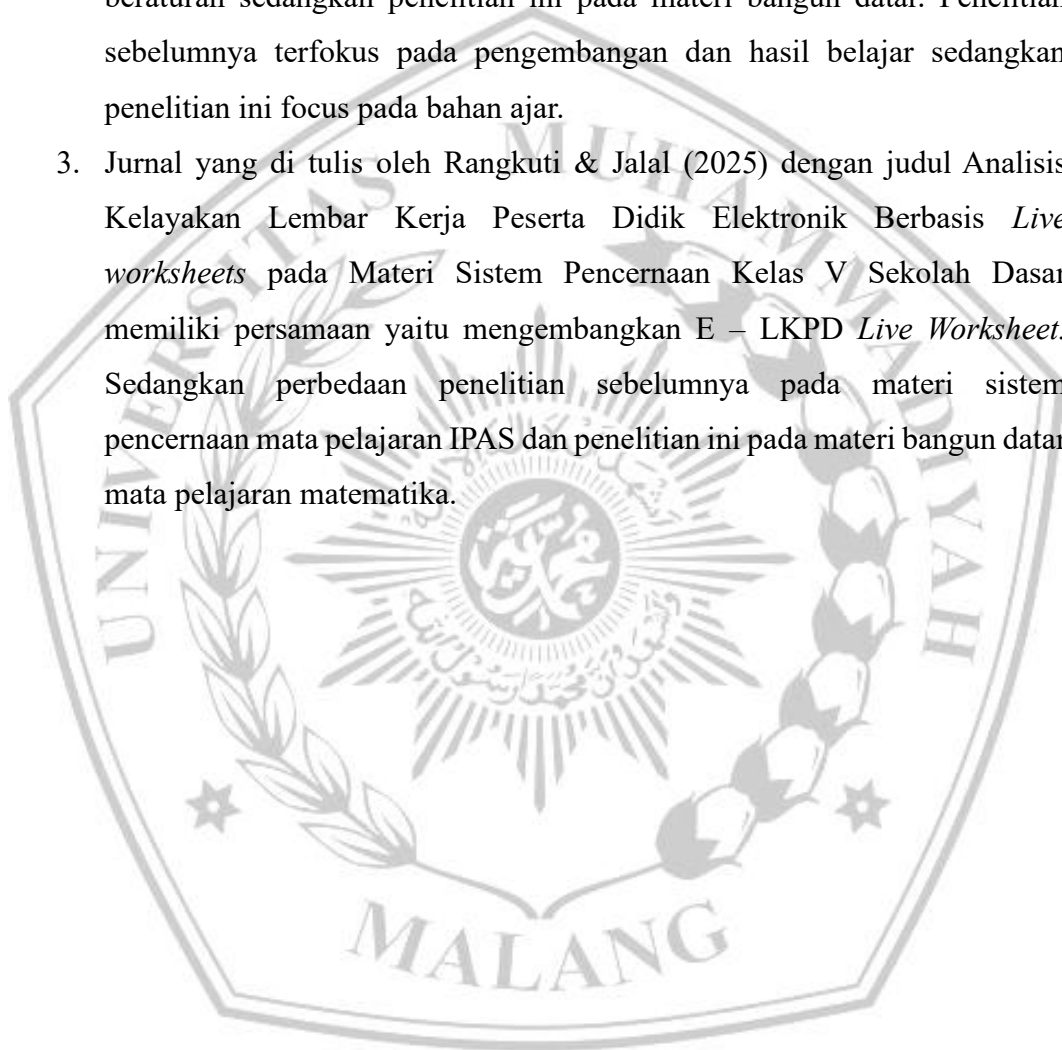 beraturan sedangkan penelitian ini pada materi bangun datar. Penelitian
sebelumnya terfokus pada pengembangan dan hasil belajar sedangkan
penelitian ini focus pada bahan ajar.
3. Jurnal yang di tulis oleh Rangkuti & Jalal (2025) dengan judul Analisis
Kelayakan Lembar Kerja Peserta Didik Elektronik Berbasis Live
worksheets pada Materi Sistem Pencernaan Kelas V Sekolah Dasar
memiliki persamaan yaitu mengembangkan E – LKPD Live Worksheet.
Sedangkan perbedaan penelitian sebelumnya pada materi sistem
pencernaan mata pelajaran IPAS dan penelitian ini pada materi bangun datar
mata pelajaran matematika.
UNIVERSITAS MUHAMMADIYAH
MALANG